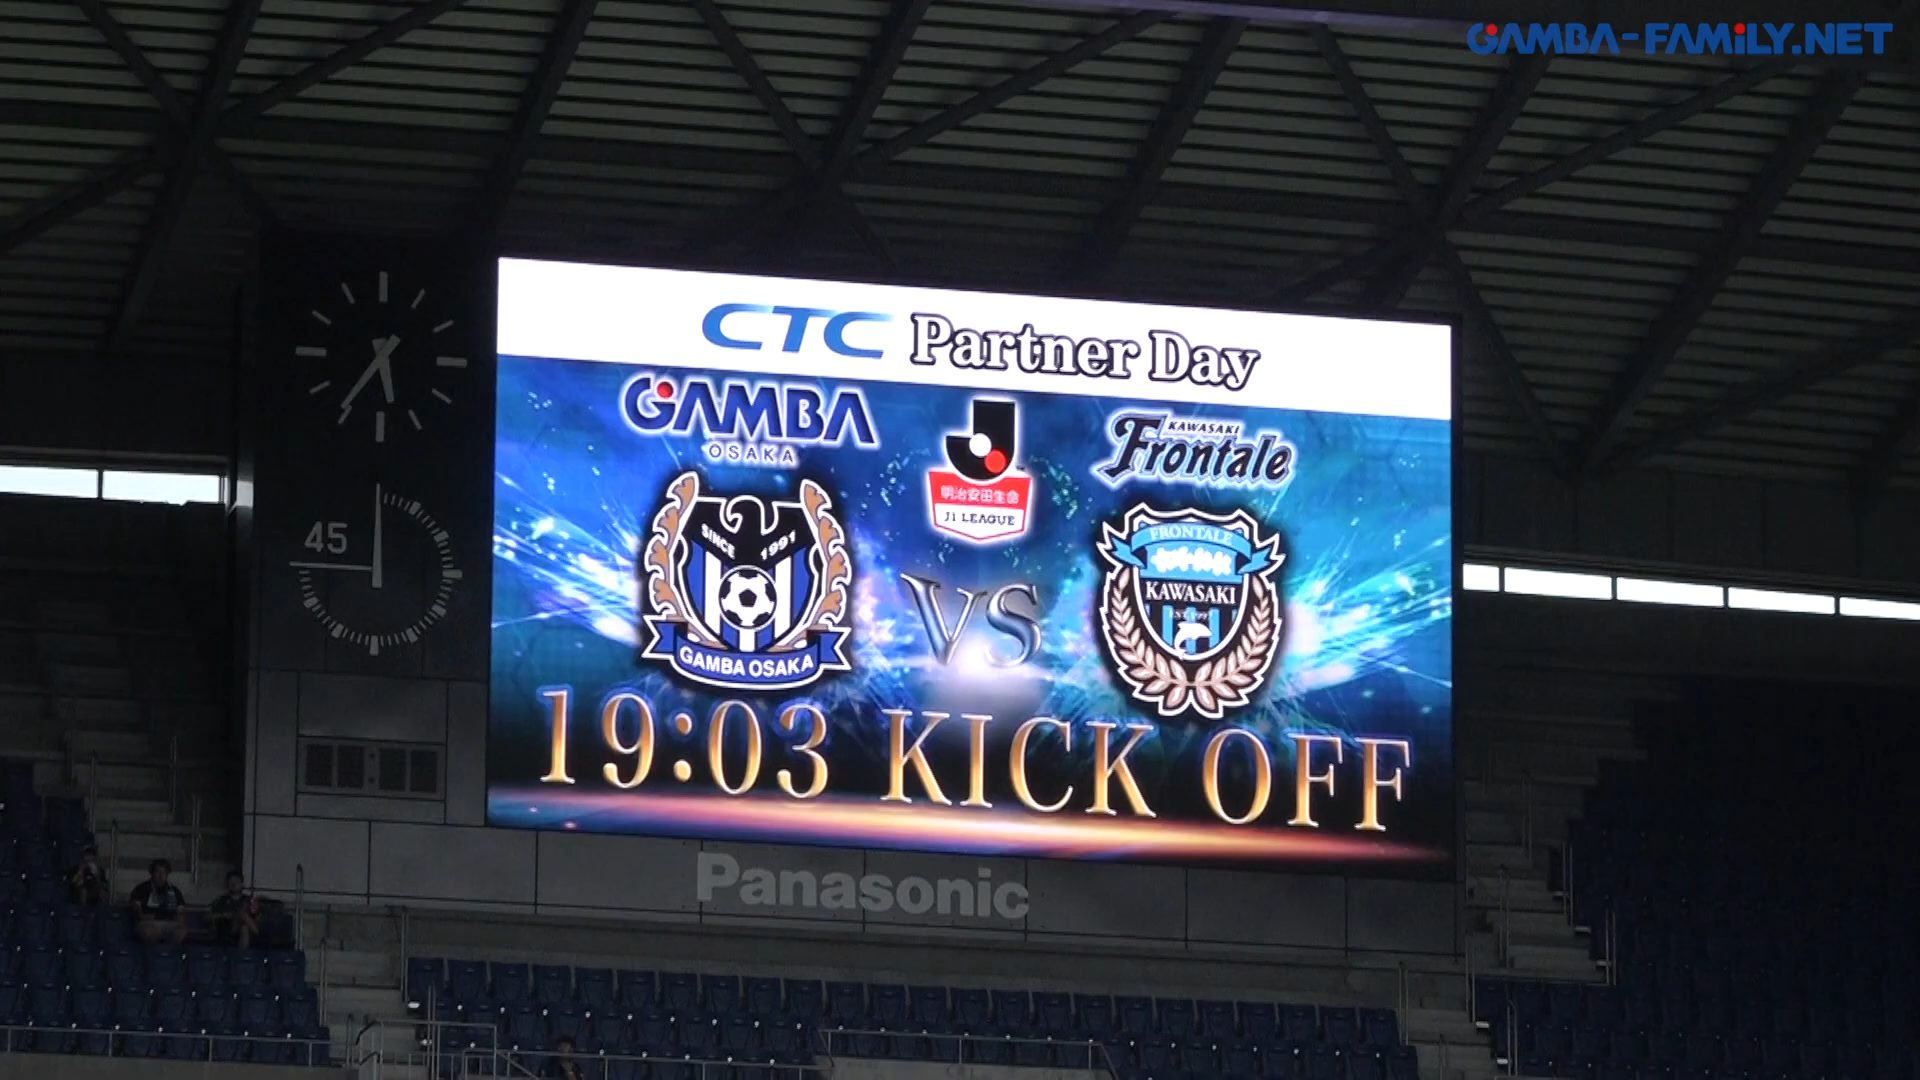 GAMBA-FAMiLY.NET
CTC Partner Day
GAMBA
OSAKA
KAWASAKI
Frontale
明治安田生命
J1 LEAGUE
SINCE 1991
GAMBA OSAKA
VS
FRONTALE
KAWASAKI
45
19:03 KICK OFF
Panasonic